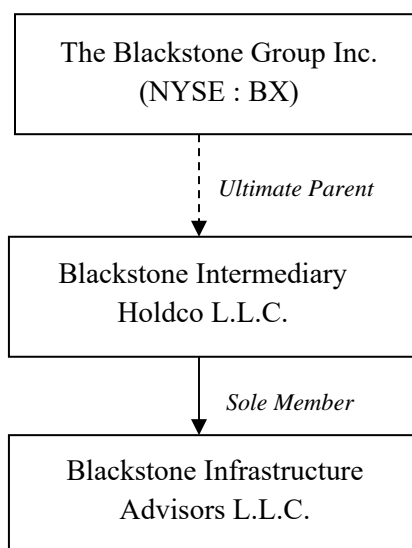 The Blackstone Group Inc.
(NYSE : BX)
Ultimate Parent
Blackstone Intermediary
Holdco L.L.C.
Sole Member
Blackstone Infrastructure
Advisors L.L.C.